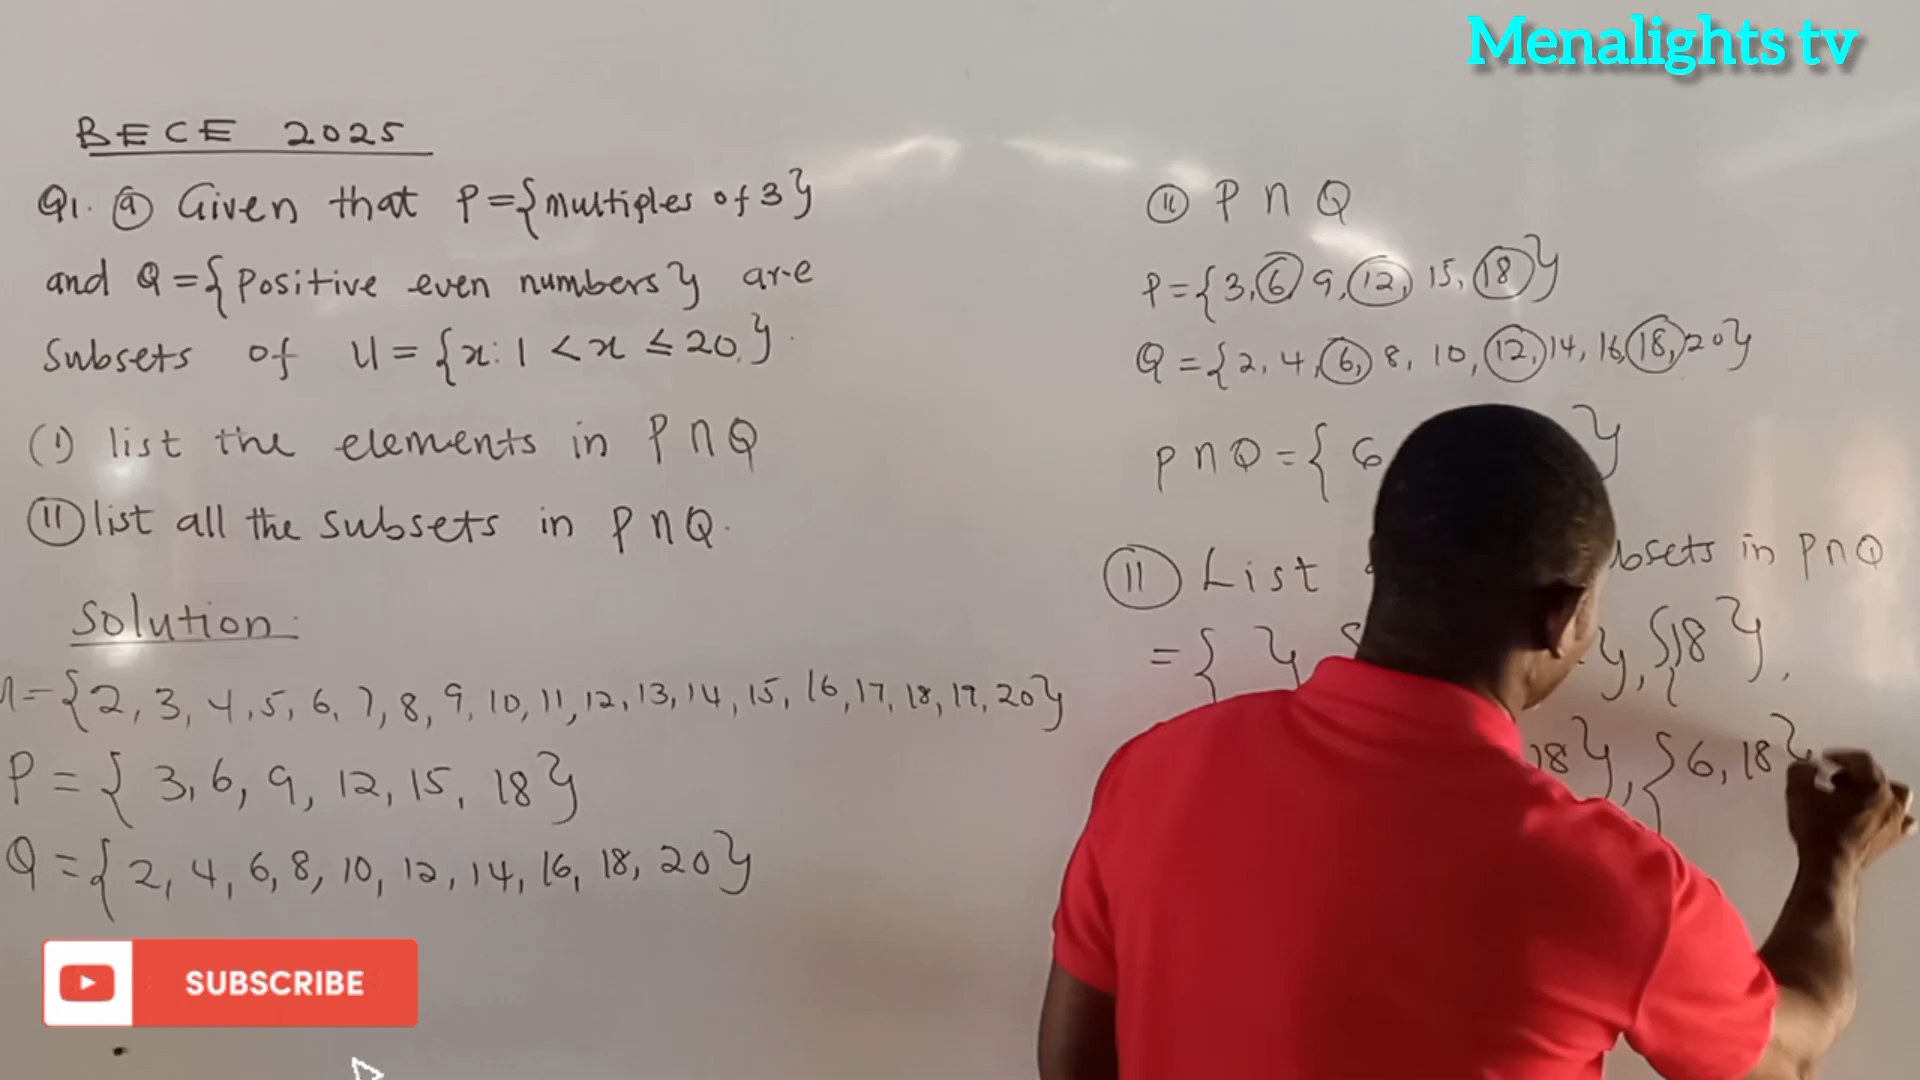 Menalights tv
BECE 2025
Q1. (a) Given that P={multiples of 3}
and Q={Positive even numbers} are
Subsets of U={x:1<x≤20}.
(i) list the elements in P∩Q
(ii) list all the subsets in P∩Q.
Solution
={2, 3, 4, 5, 6, 7, 8, 9, 10, 11, 12, 13, 14, 15, 16, 17, 18, 19, 20}
P={3, 6, 9, 12, 15, 18}
Q={2, 4, 6, 8, 10, 12, 14, 16, 18, 20}
SUBSCRIBE
(ii) P∩Q
P={3, 6, 9, 12, 15, 18}
Q={2, 4, 6, 8, 10, 12, 14, 16, 18, 20}
P∩Q={6 }
(ii) List in P∩Q
={ } }, {18},
18}, {6, 18}